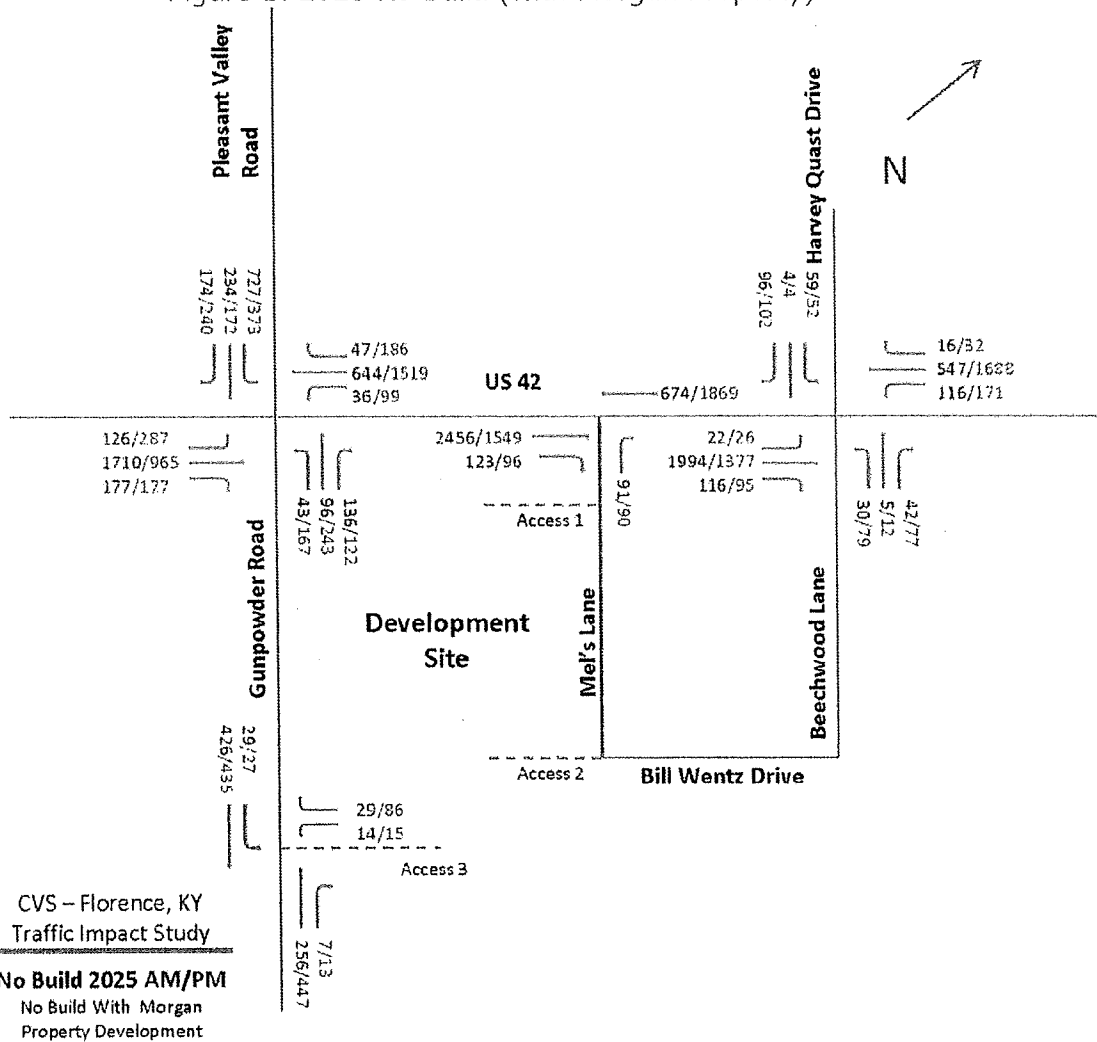 Pleasant Valley
Road
Harvey Quast Drive
N
174/240
234/172
727/373
96/102
4/4
59/52
47/186
644/1519
36/99
US 42
674/1869
16/32
547/1688
116/171
126/287
1710/965
177/177
43/167
96/243
136/122
2456/1549
123/96
Access 1
91/90
22/26
1994/1377
116/95
30/79
5/12
42/77
Gunpowder Road
Development
Site
Mel's Lane
Beechwood Lane
Access 2
Bill Wentz Drive
426/435
29/27
29/86
14/15
Access 3
256/447
7/13
CVS – Florence, KY
Traffic Impact Study
No Build 2025 AM/PM
No Build With Morgan
Property Development